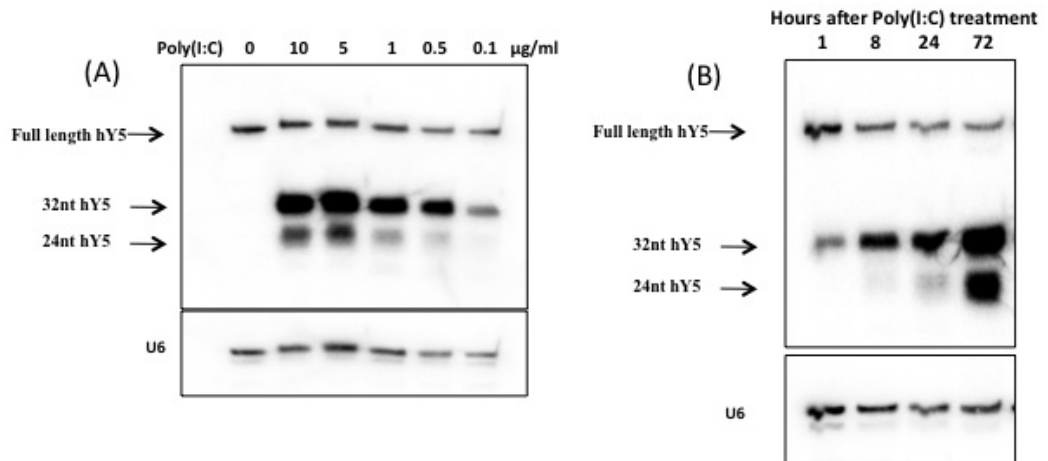 (A)
Poly(I:C) 0 10 5 1 0.5 0.1 µg/ml
Full length hY5
32nt hY5
24nt hY5
U6
(B)
Hours after Poly(I:C) treatment
1 8 24 72
Full length hY5
32nt hY5
24nt hY5
U6